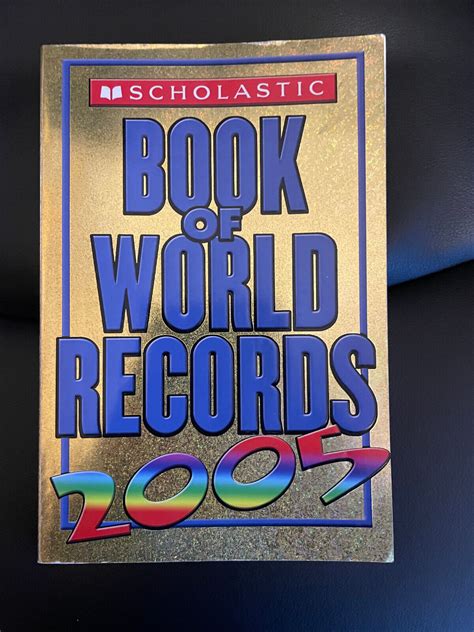 SCHOLASTIC
BOOK
OF
WORLD
RECORDS
2005